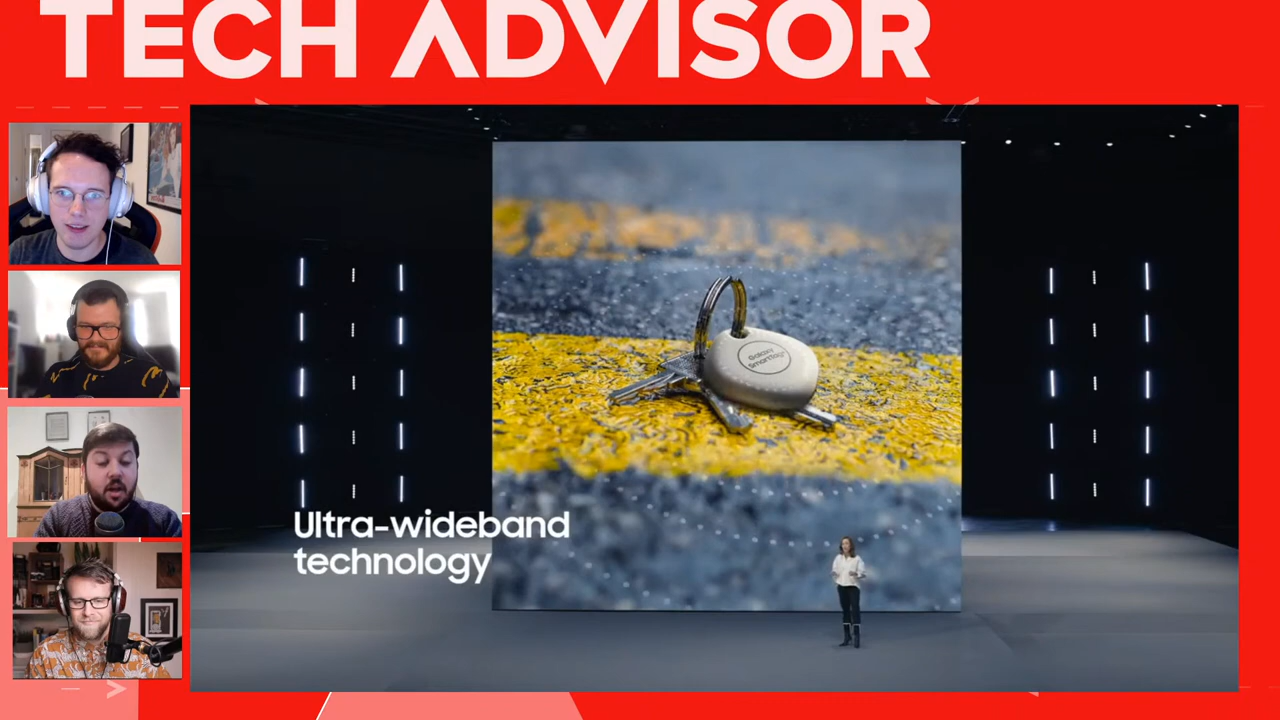 TECH ADVISOR
Galaxy
SmartTag+
Ultra-wideband
technology